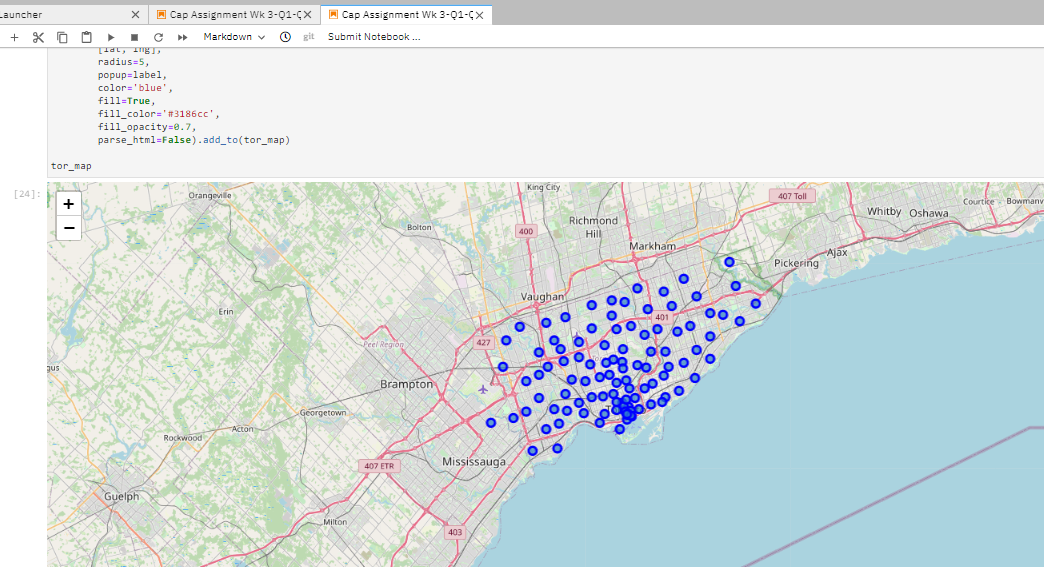 Launcher
Cap Assignment Wk 3-Q1-Q
Cap Assignment Wk 3-Q1-Q
Markdown
git
Submit Notebook ...
[lat, lng],
radius=5,
popup=label,
color='blue',
fill=True,
fill_color='#3186cc',
fill_opacity=0.7,
parse_html=False).add_to(tor_map)
tor_map
[24]:
+
−
Orangeville
King City
407 Toll
Courtice
Bowmanv
Whitby
Oshawa
Richmond
Hill
Bolton
400
Markham
Ajax
Pickering
Vaughan
Erin
401
427
Peel Region
gus
Brampton
Georgetown
Acton
Rockwood
Mississauga
407 ETR
Guelph
Milton
403